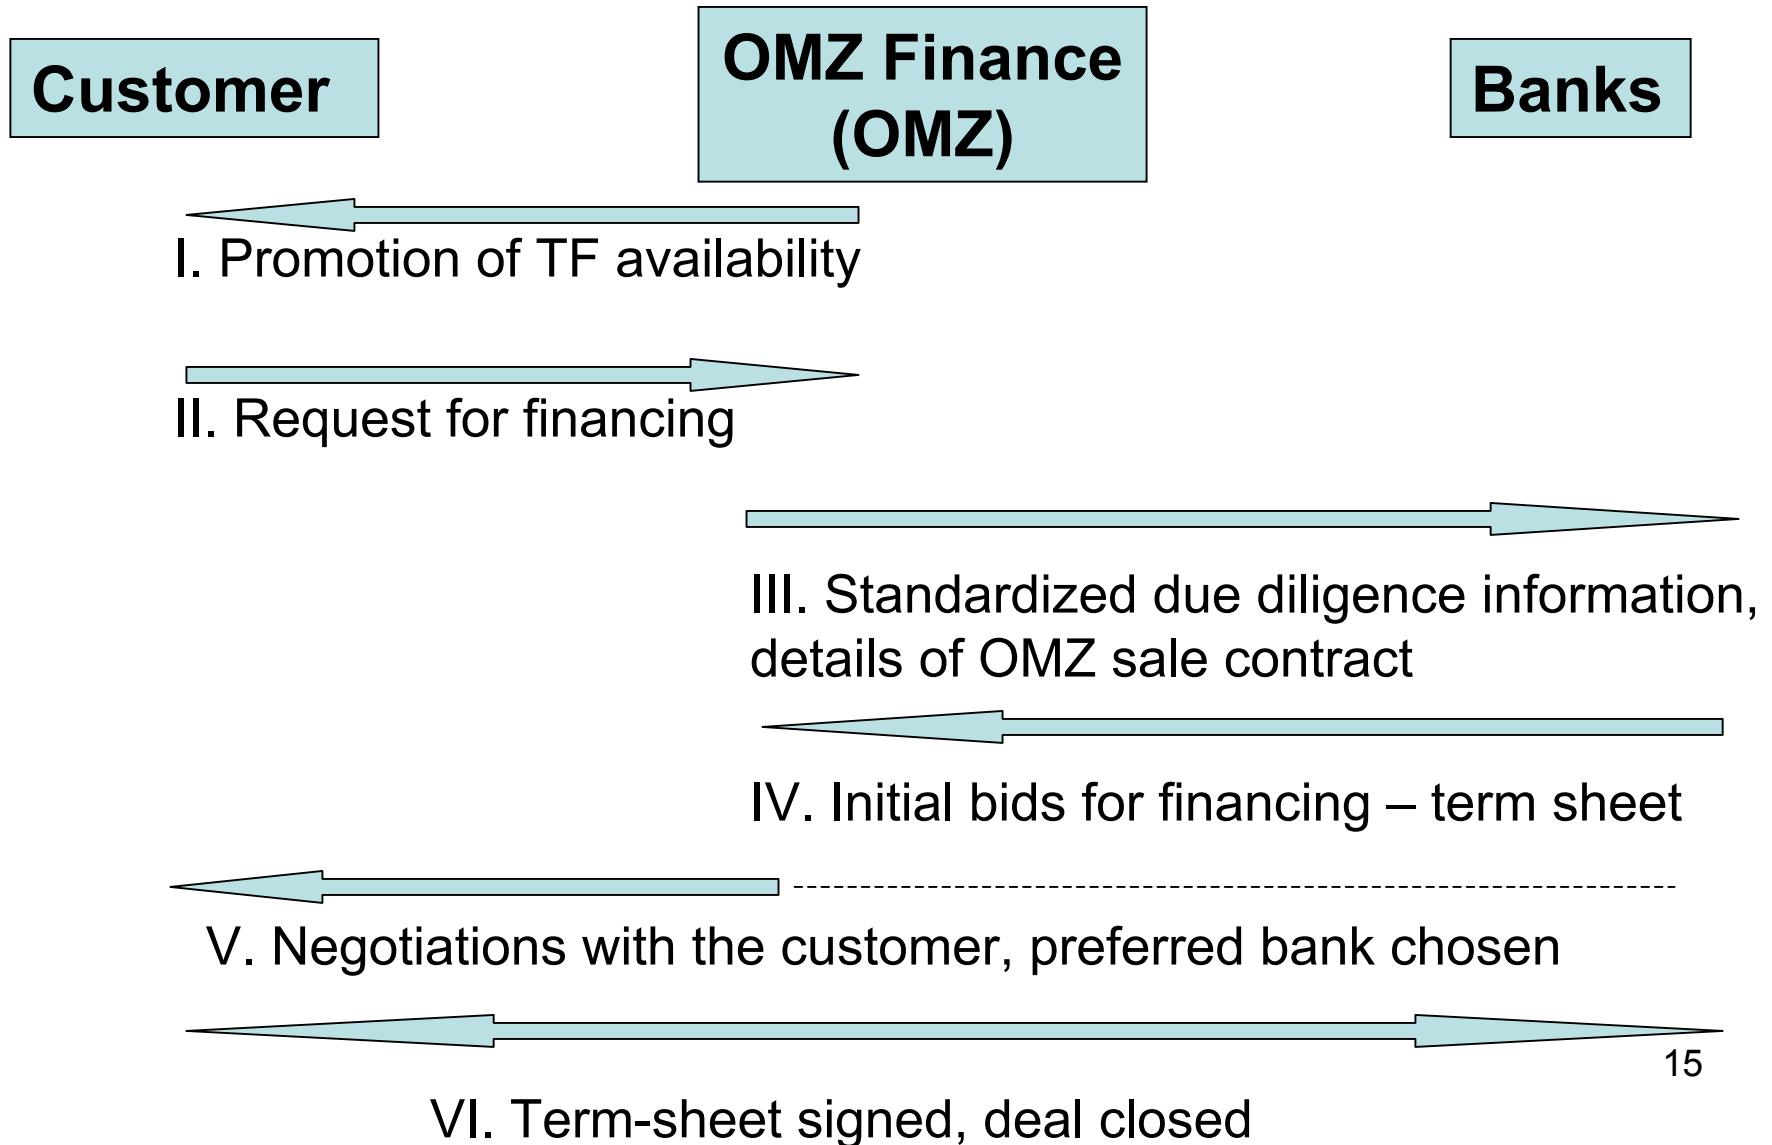 Customer
OMZ Finance
(OMZ)
Banks
I. Promotion of TF availability
II. Request for financing
III. Standardized due diligence information,
details of OMZ sale contract
IV. Initial bids for financing – term sheet
V. Negotiations with the customer, preferred bank chosen
15
VI. Term-sheet signed, deal closed